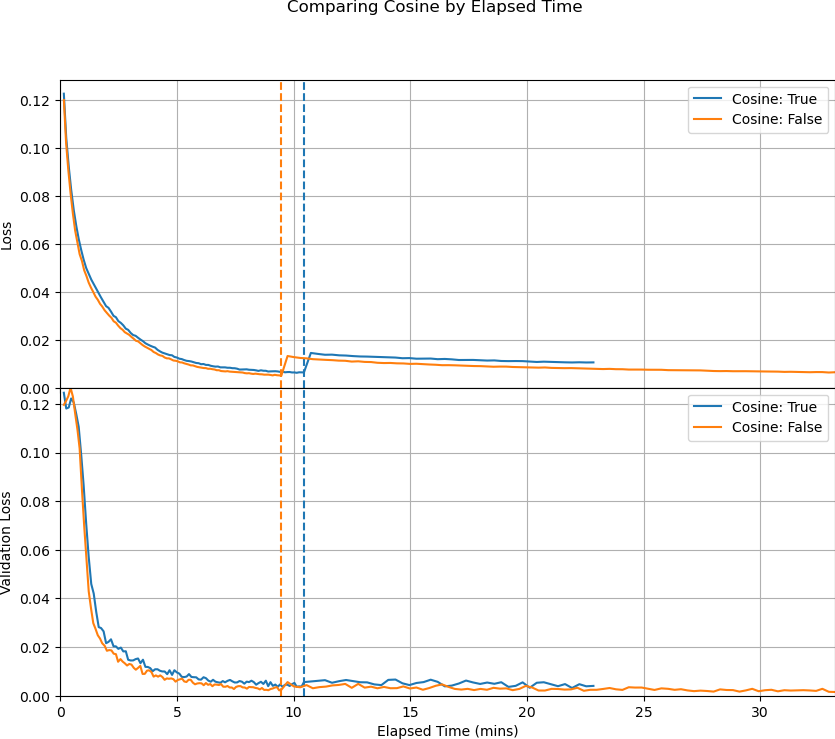 Comparing Cosine by Elapsed Time
0.12
0.10
0.08
0.06
0.04
0.02
0.00
Loss
Cosine: True
Cosine: False
0.12
0.10
0.08
0.06
0.04
0.02
0.00
Validation Loss
Cosine: True
Cosine: False
0 5 10 15 20 25 30
Elapsed Time (mins)